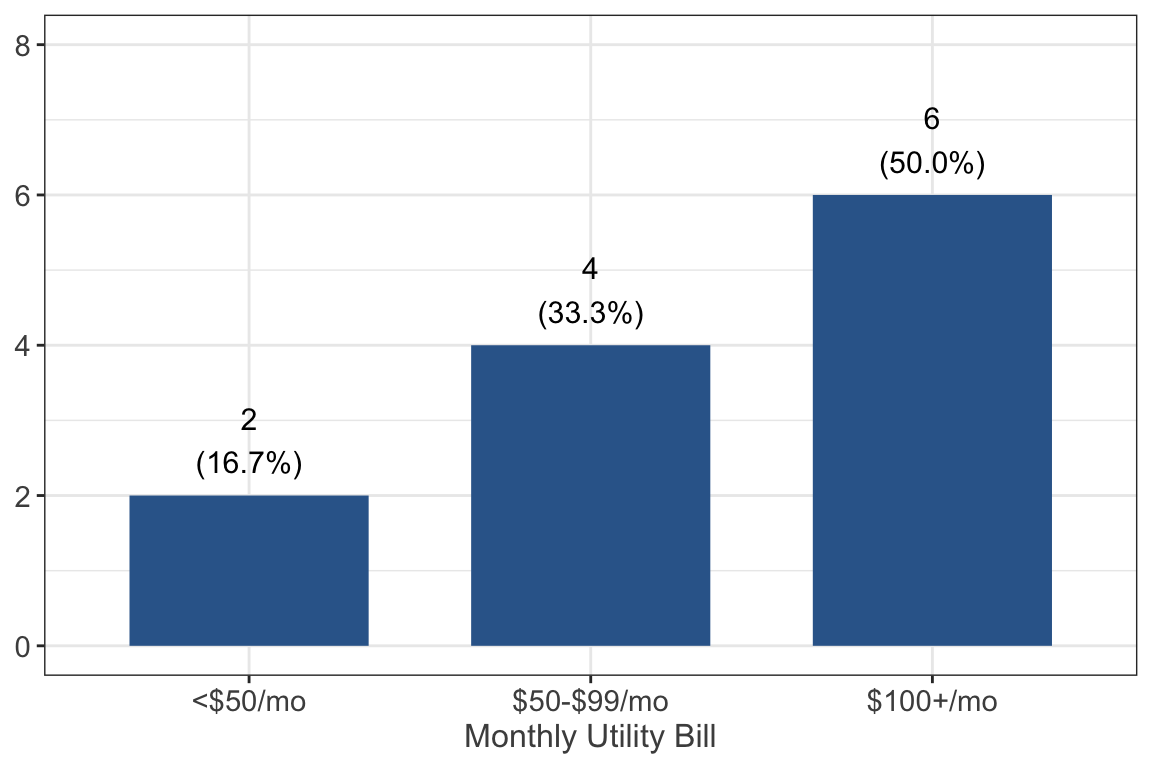 8
6
4
2
0
2
(16.7%)
4
(33.3%)
6
(50.0%)
<$50/mo
$50-$99/mo
$100+/mo
Monthly Utility Bill